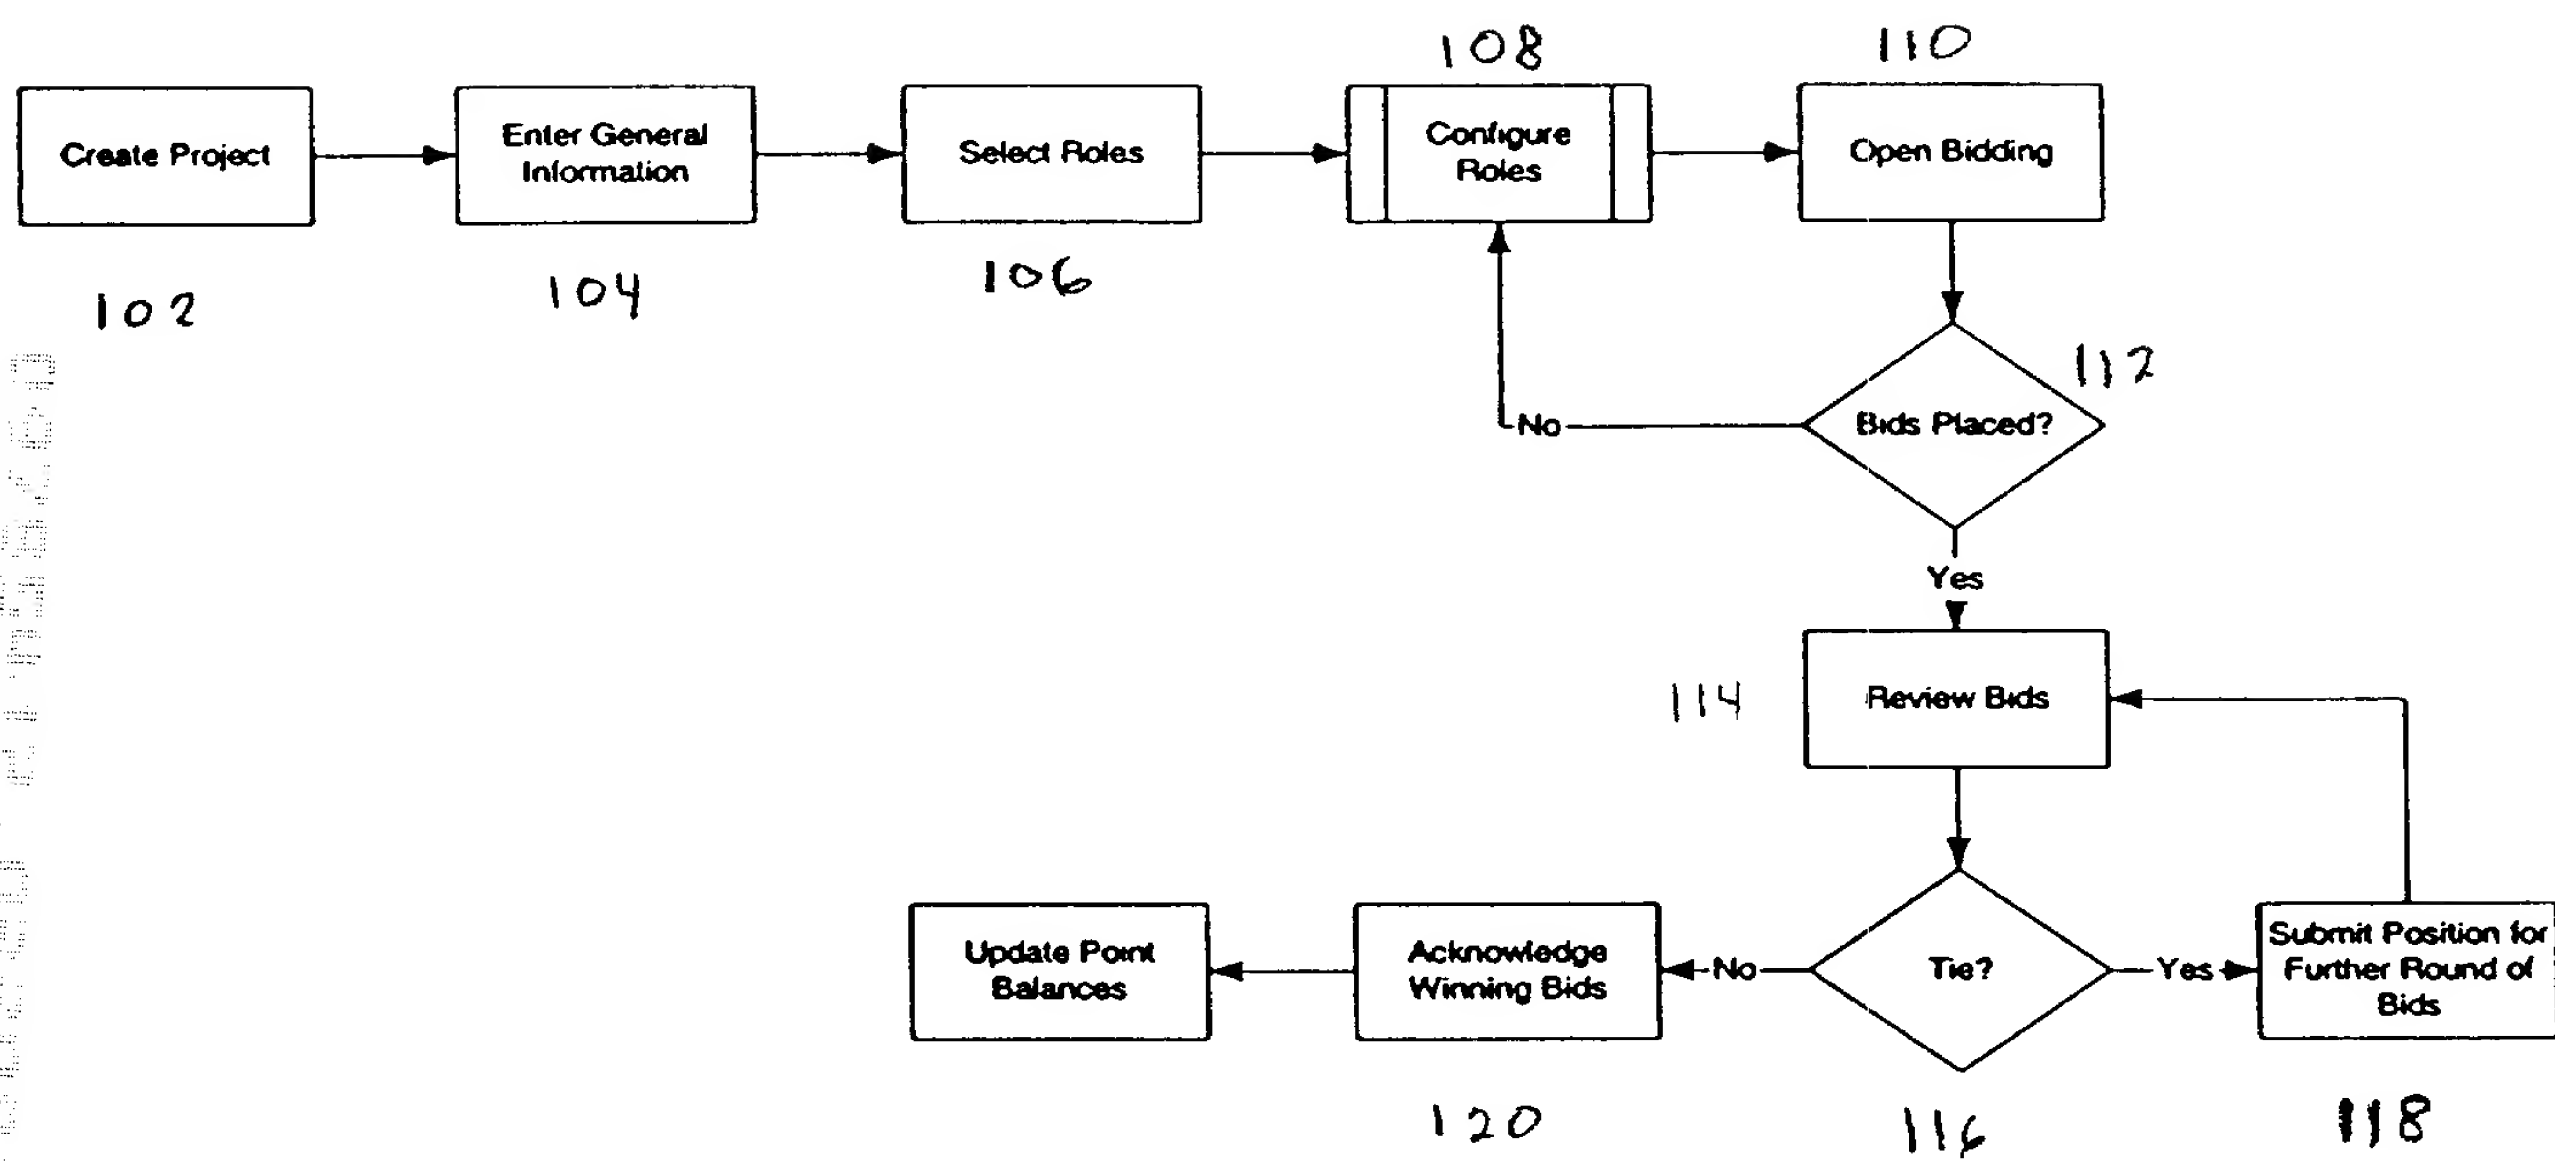 108
110
Create Project
Enter General
Information
Select Roles
Configure
Roles
Open Bidding
102
104
106
112
No
Bids Placed?
Yes
114
Review Bids
Update Point
Balances
Acknowledge
Winning Bids
No
Tie?
Yes
Submit Position for
Further Round of
Bids
120
116
118